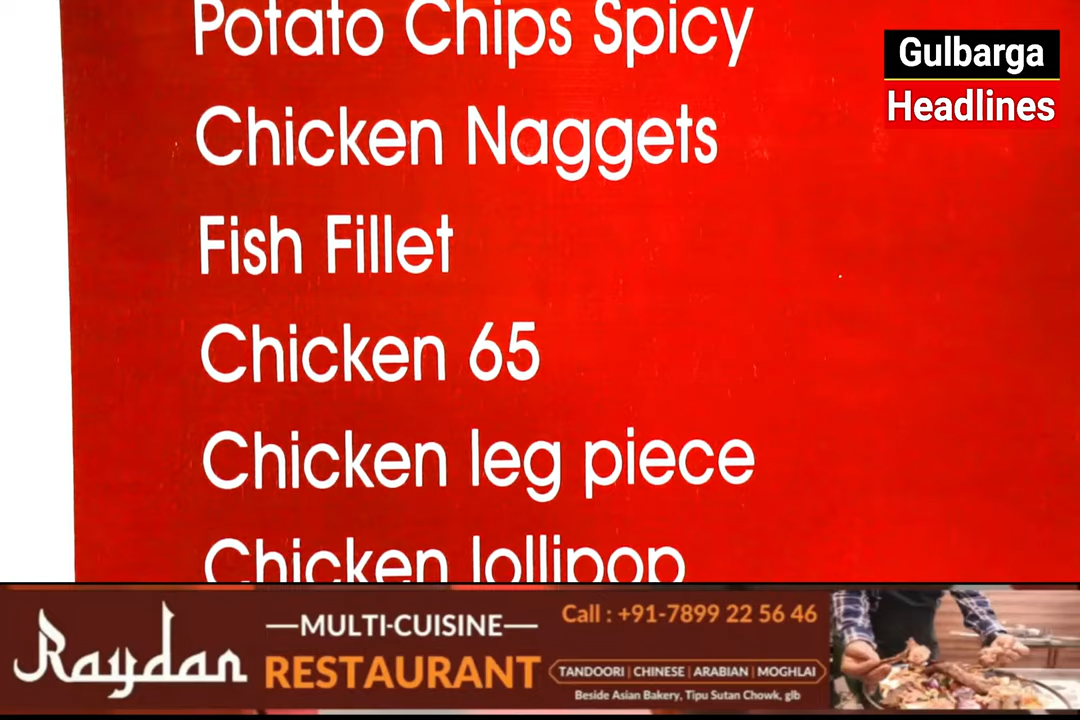 Potato Chips Spicy
Gulbarga
Headlines
Chicken Naggets
Fish Fillet
Chicken 65
Chicken leg piece
Chicken lollipop
Raydan
—MULTI-CUISINE—
RESTAURANT
Call : +91-7899 22 56 46
TANDOORI | CHINESE | ARABIAN | MOGHLAI
Beside Asian Bakery, Tipu Sutan Chowk, glb